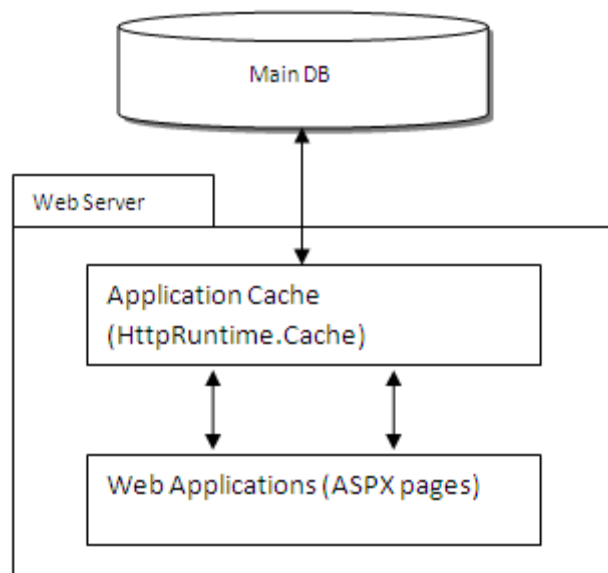 Main DB
Web Server
Application Cache
(HttpRuntime.Cache)
Web Applications (ASPX pages)